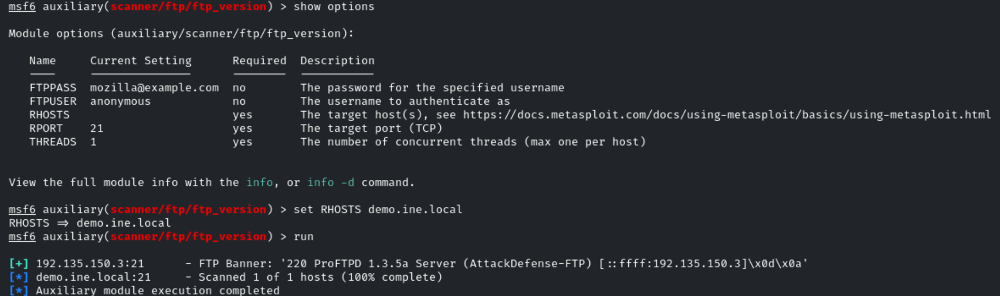 msf6 auxiliary(scanner/ftp/ftp_version) > show options
Module options (auxiliary/scanner/ftp/ftp_version):
Name Current Setting Required Description
FTPPASS mozilla@example.com no The password for the specified username
FTPUSER anonymous no The username to authenticate as
RHOSTS yes The target host(s), see https://docs.metasploit.com/docs/using-metasploit/basics/using-metasploit.html
RPORT 21 yes The target port (TCP)
THREADS 1 yes The number of concurrent threads (max one per host)
View the full module info with the info, or info -d command.
msf6 auxiliary(scanner/ftp/ftp_version) > set RHOSTS demo.ine.local
RHOSTS ⇒ demo.ine.local
msf6 auxiliary(scanner/ftp/ftp_version) > run
[+] 192.135.150.3:21 - FTP Banner: '220 ProFTPD 1.3.5a Server (AttackDefense-FTP) [::ffff:192.135.150.3]\x0d\x0a'
[*] demo.ine.local:21 - Scanned 1 of 1 hosts (100% complete)
[*] Auxiliary module execution completed